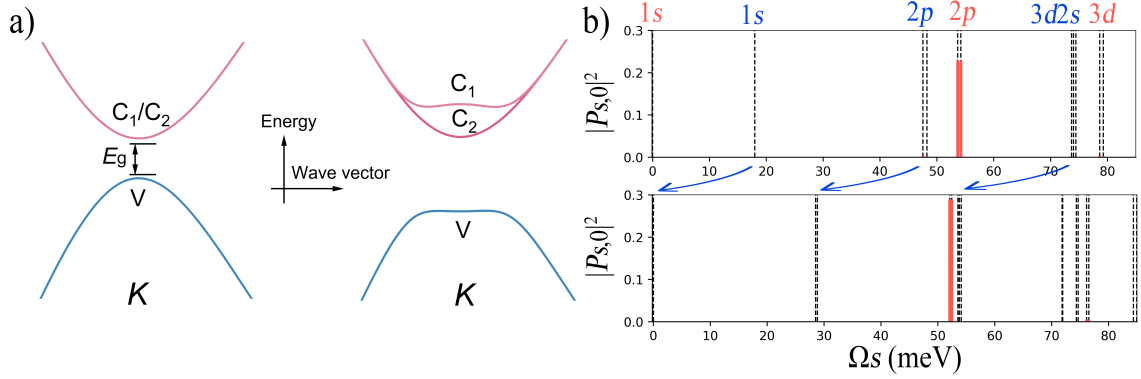 a)
C₁/C₂
Eg
V
K
Energy
Wave vector
C₁
C₂
V
K
b)
1s 1s 2p 2p 3d2s 3d
|Ps,0|²
0.3
0.2
0.1
0.0
0 10 20 30 40 50 60 70 80
|Ps,0|²
0.3
0.2
0.1
0.0
0 10 20 30 40 50 60 70 80
Ωs (meV)